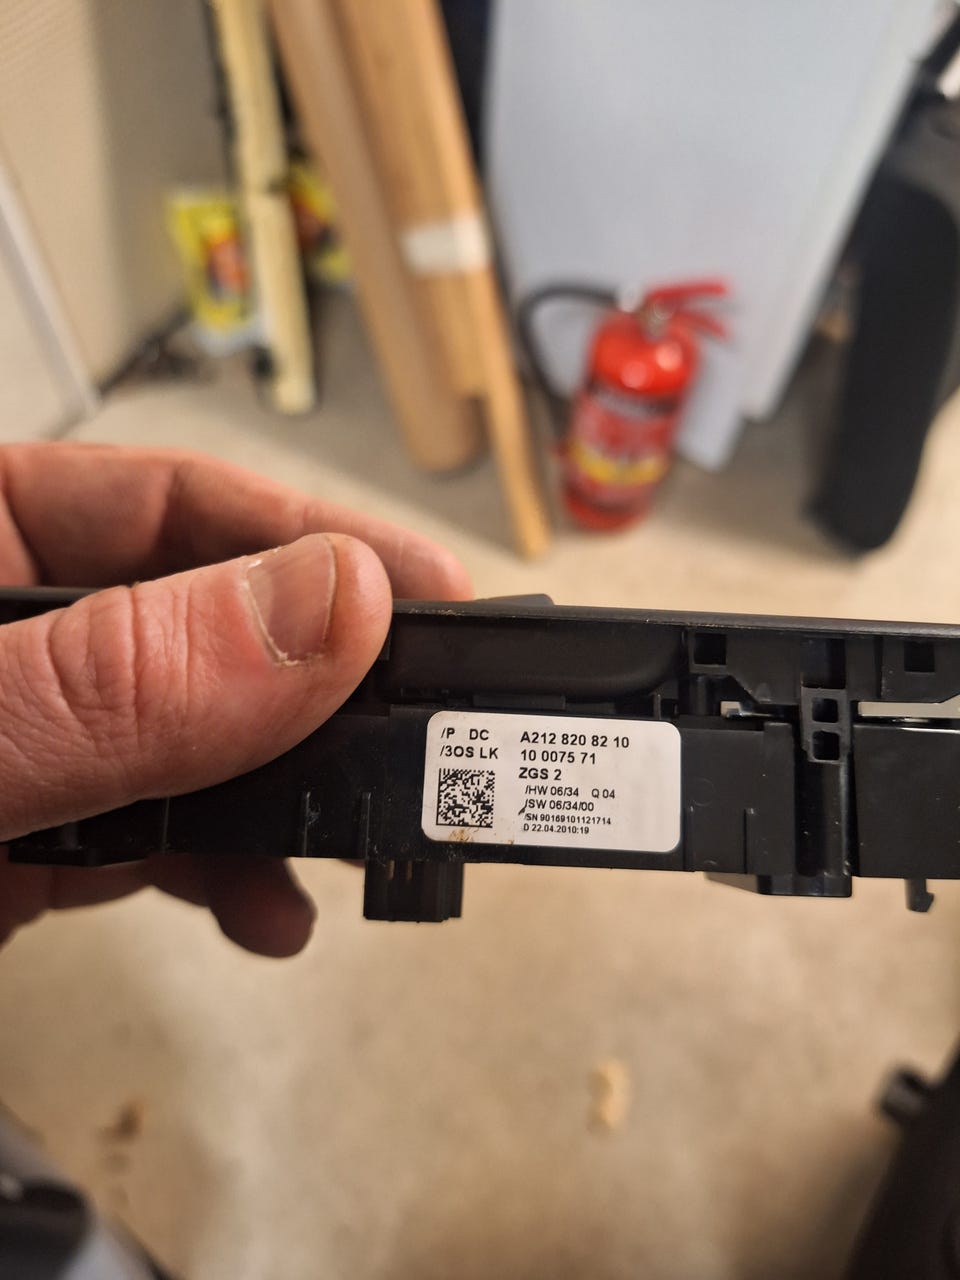 /P DC
/3OS LK
A212 820 82 10
10 0075 71
ZGS 2
/HW 06/34 Q 04
/SW 06/34/00
/SN 90169101121714
D 22.04.2010:19